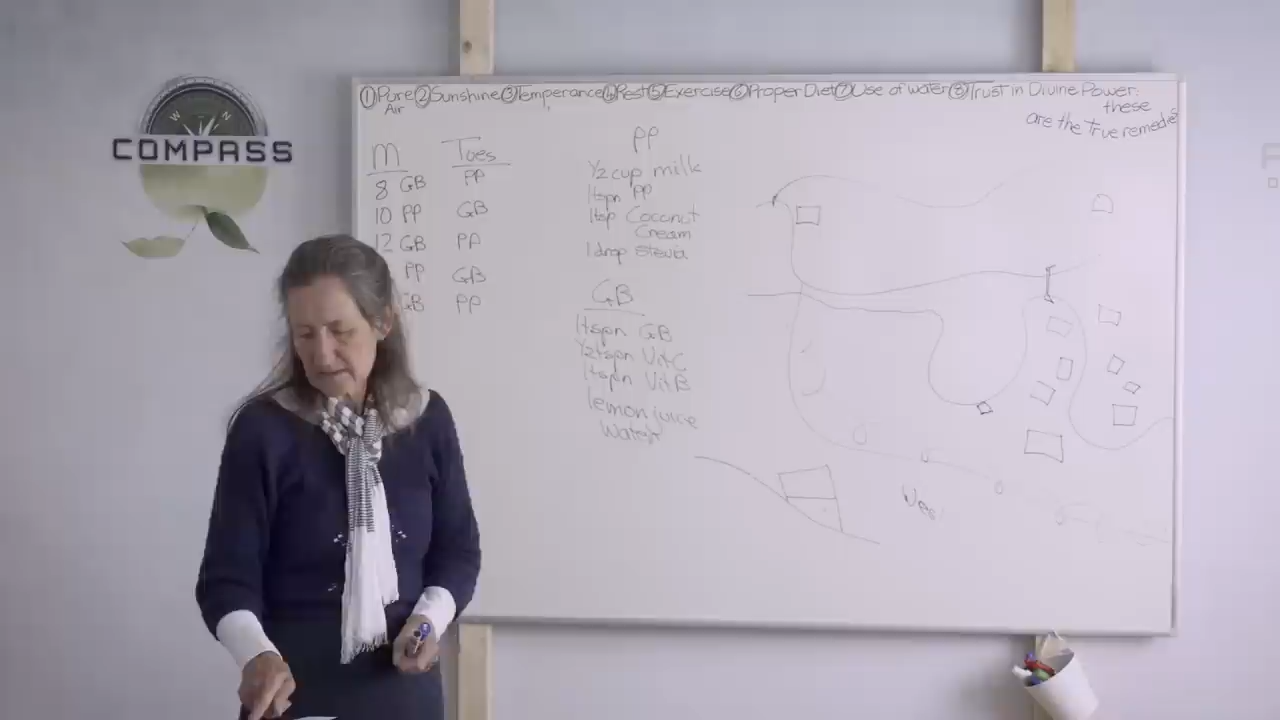 W N
COMPASS
①Pure ②Sunshine ③Temperance ④Rest ⑤Exercise ⑥Proper Diet ⑦Use of water ⑧Trust in Divine Power:
Air
these
are the True remedies
M Toes
8 GB PP
10 PP GB
12 GB PP
PP GB
GB PP
PP
1/2 cup milk
1tspn PP
1tsp Coconut
Cream
1 drop stevia
GB
1tspn GB
1/2tspn Vit C
1tspn Vit B
lemon juice
Water